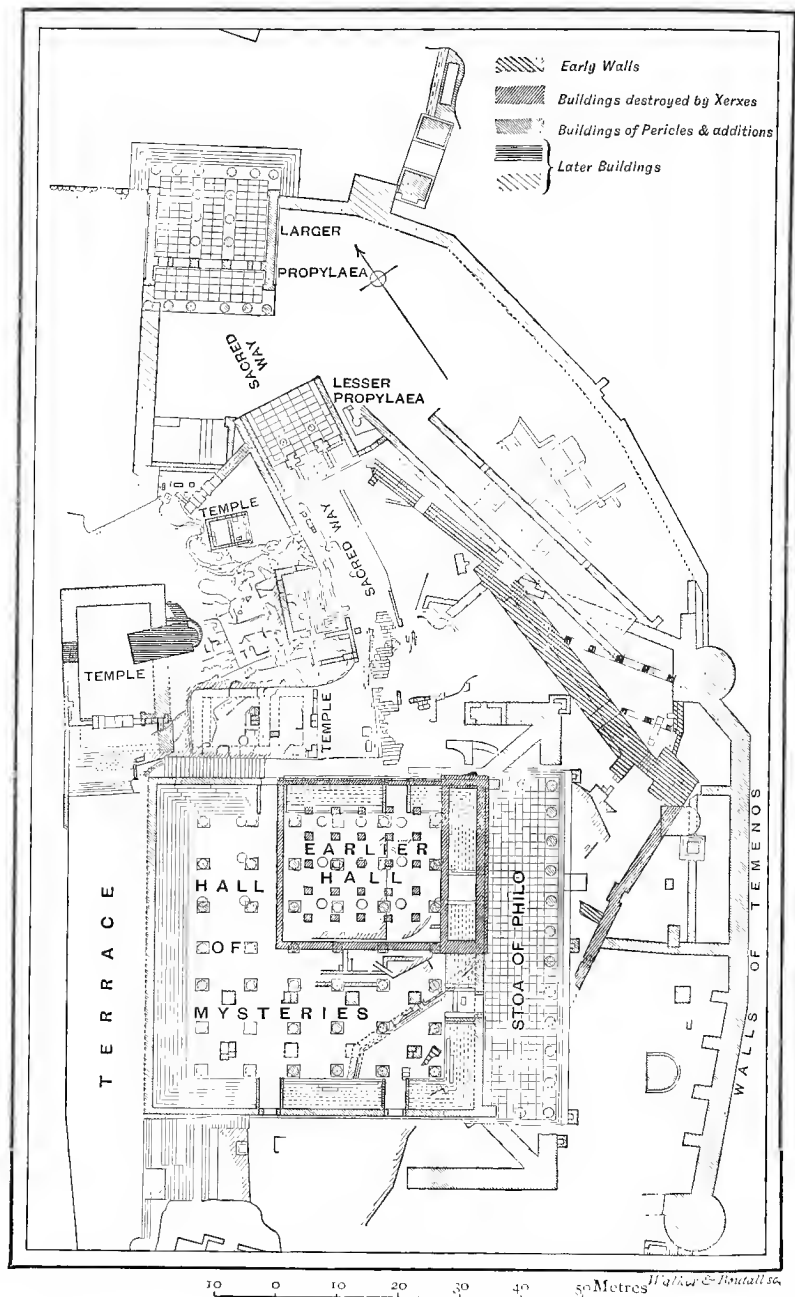 Early Walls
Buildings destroyed by Xerxes
Buildings of Pericles & additions
Later Buildings
LARGER
PROPYLAEA
SACRED
WAY
LESSER
PROPYLAEA
TEMPLE
SACRED WAY
TEMPLE
TEMPLE
EARLIER
HALL
HALL
OF
MYSTERIES
STOA OF PHILO
TERRACE
WALLS OF TEMENOS
10 0 10 20 30 40 50 Metres
Walker & Boutall sc.